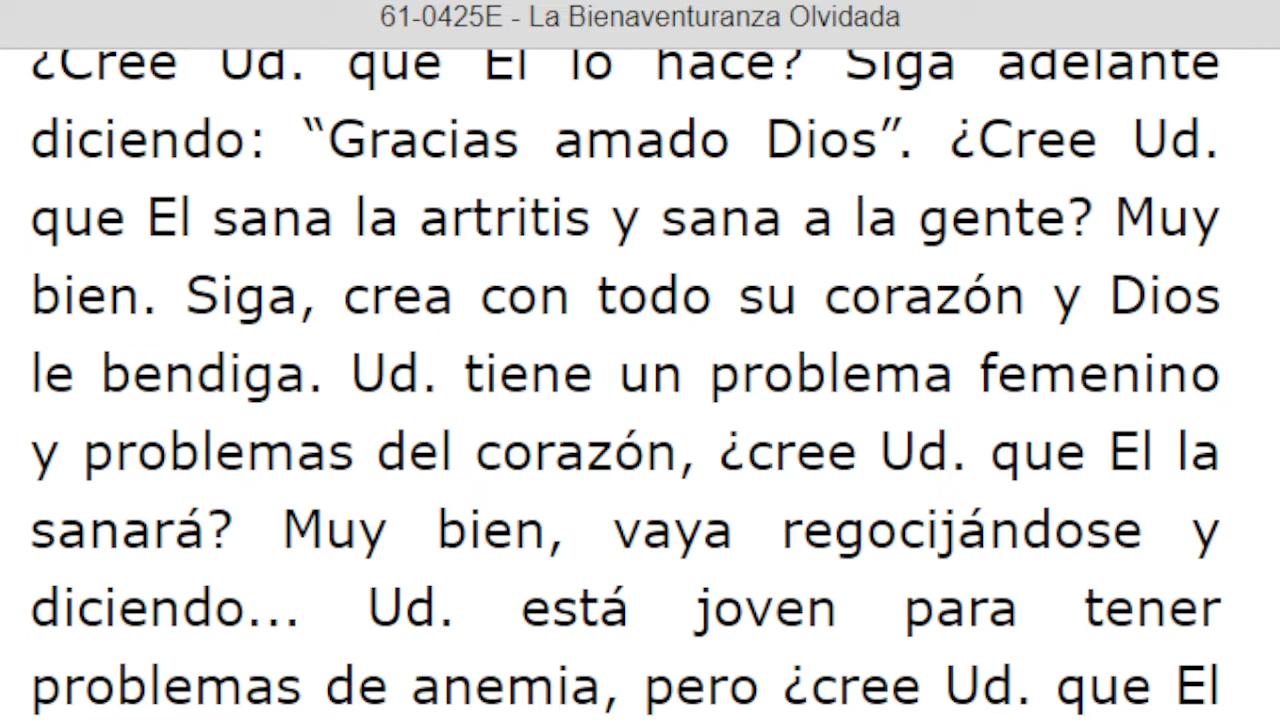 61-0425E - La Bienaventuranza Olvidada
¿Cree Ud. que El lo hace? Siga adelante
diciendo: “Gracias amado Dios”. ¿Cree Ud.
que El sana la artritis y sana a la gente? Muy
bien. Siga, crea con todo su corazón y Dios
le bendiga. Ud. tiene un problema femenino
y problemas del corazón, ¿cree Ud. que El la
sanará? Muy bien, vaya regocijándose y
diciendo... Ud. está joven para tener
problemas de anemia, pero ¿cree Ud. que El